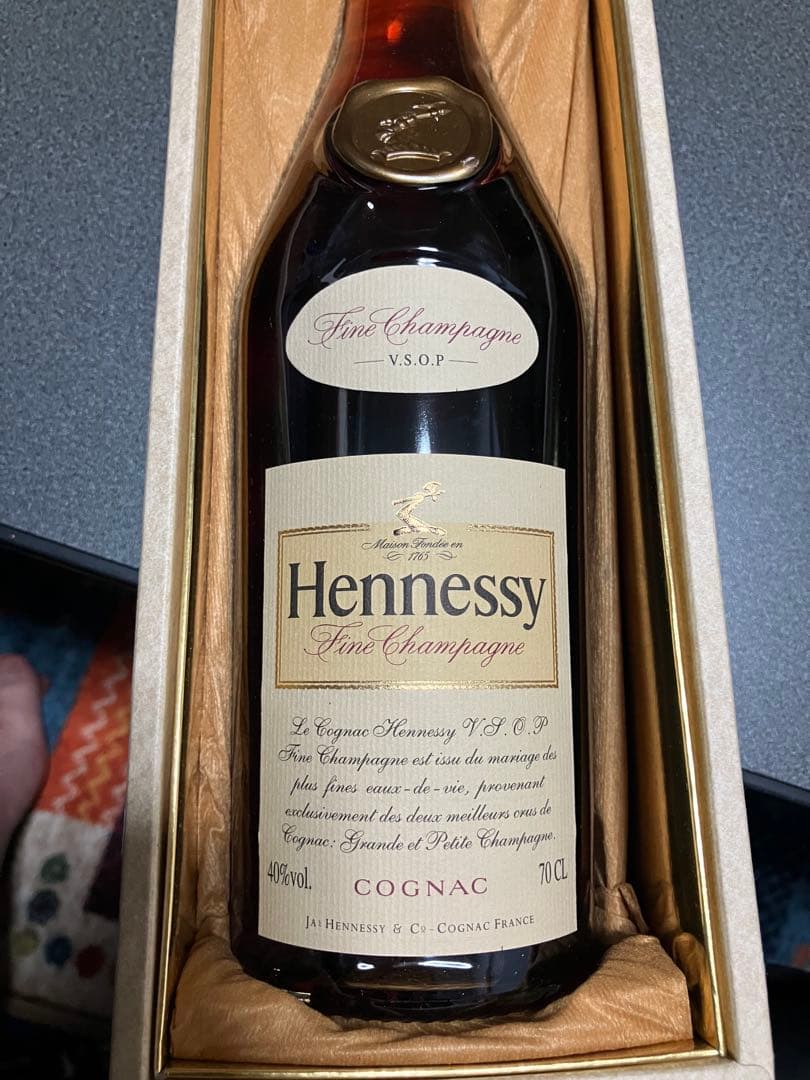 Fine Champagne
V.S.O.P
Maison Fondée en
1765
Hennessy
Fine Champagne
Le Cognac Hennessy V.S.O.P
Fine Champagne est issu du mariage des
plus fines eaux-de-vie, provenant
exclusivement des deux meilleurs crus de
Cognac: Grande et Petite Champagne.
40%vol. COGNAC 70 CL
JAs HENNESSY & Co - COGNAC FRANCE